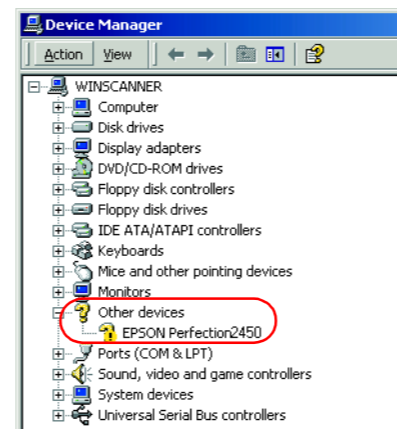 Device Manager
Action View
WINSCANNER
Computer
Disk drives
Display adapters
DVD/CD-ROM drives
Floppy disk controllers
Floppy disk drives
IDE ATA/ATAPI controllers
Keyboards
Mice and other pointing devices
Monitors
Other devices
EPSON Perfection2450
Ports (COM & LPT)
Sound, video and game controllers
System devices
Universal Serial Bus controllers